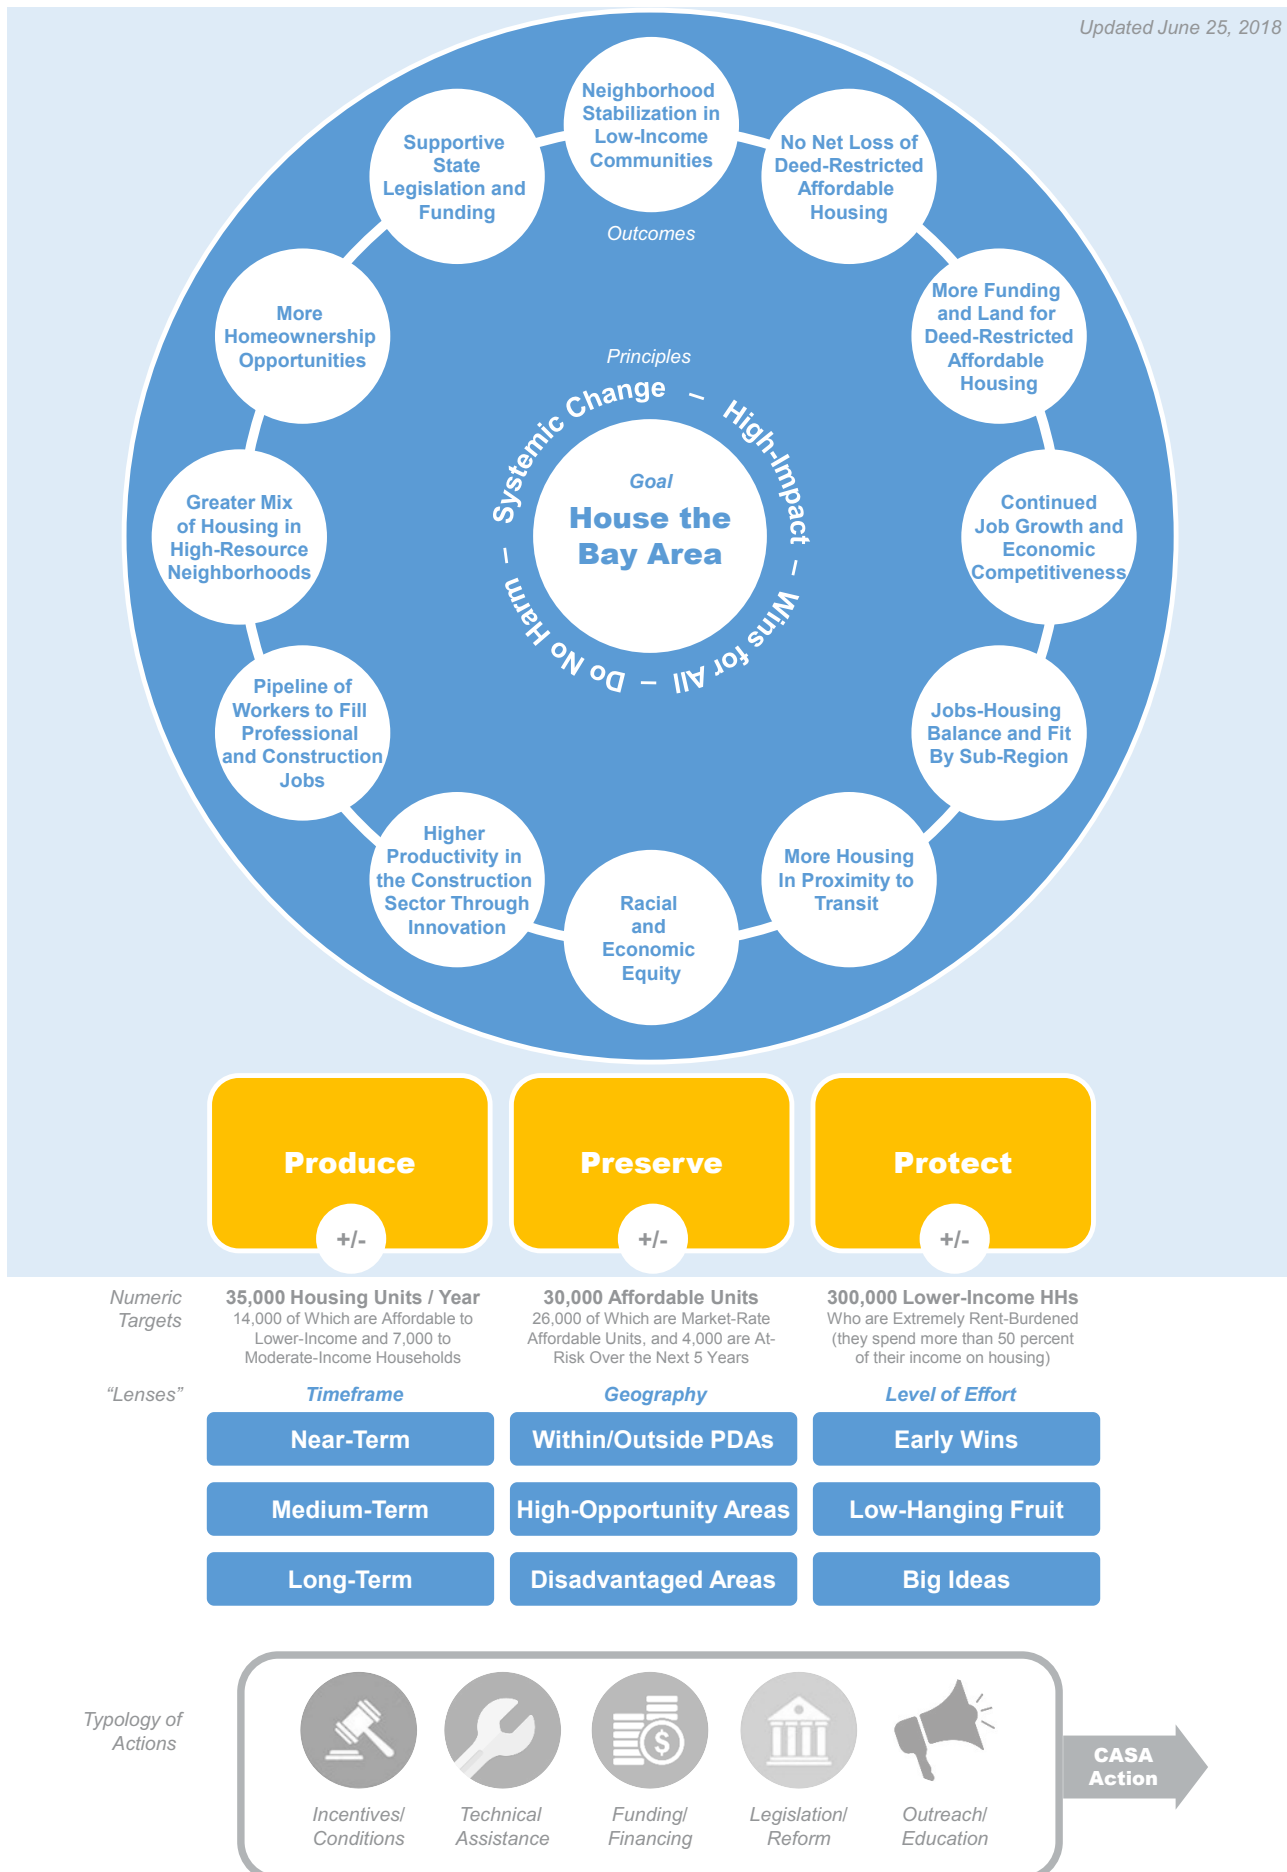 Updated June 25, 2018
Neighborhood
Stabilization in
Low-Income
Communities
Supportive
State
Legislation and
Funding
No Net Loss of
Deed-Restricted
Affordable
Housing
Outcomes
More
Homeownership
Opportunities
More Funding
and Land for
Deed-Restricted
Affordable
Housing
Principles
Systemic Change – High-Impact – Wins for All – Do No Harm –
Goal
House the
Bay Area
Greater Mix
of Housing in
High-Resource
Neighborhoods
Continued
Job Growth and
Economic
Competitiveness
Pipeline of
Workers to Fill
Professional
and Construction
Jobs
Jobs-Housing
Balance and Fit
By Sub-Region
Higher
Productivity in
the Construction
Sector Through
Innovation
More Housing
In Proximity to
Transit
Racial
and
Economic
Equity
Produce
Preserve
Protect
+/-
+/-
+/-
Numeric
Targets
35,000 Housing Units / Year
14,000 of Which are Affordable to
Lower-Income and 7,000 to
Moderate-Income Households
30,000 Affordable Units
26,000 of Which are Market-Rate
Affordable Units, and 4,000 are At-
Risk Over the Next 5 Years
300,000 Lower-Income HHs
Who are Extremely Rent-Burdened
(they spend more than 50 percent
of their income on housing)
“Lenses”
Timeframe
Geography
Level of Effort
Near-Term
Within/Outside PDAs
Early Wins
Medium-Term
High-Opportunity Areas
Low-Hanging Fruit
Long-Term
Disadvantaged Areas
Big Ideas
Typology of
Actions
$
Incentives/
Conditions
Technical
Assistance
Funding/
Financing
Legislation/
Reform
Outreach/
Education
CASA
Action